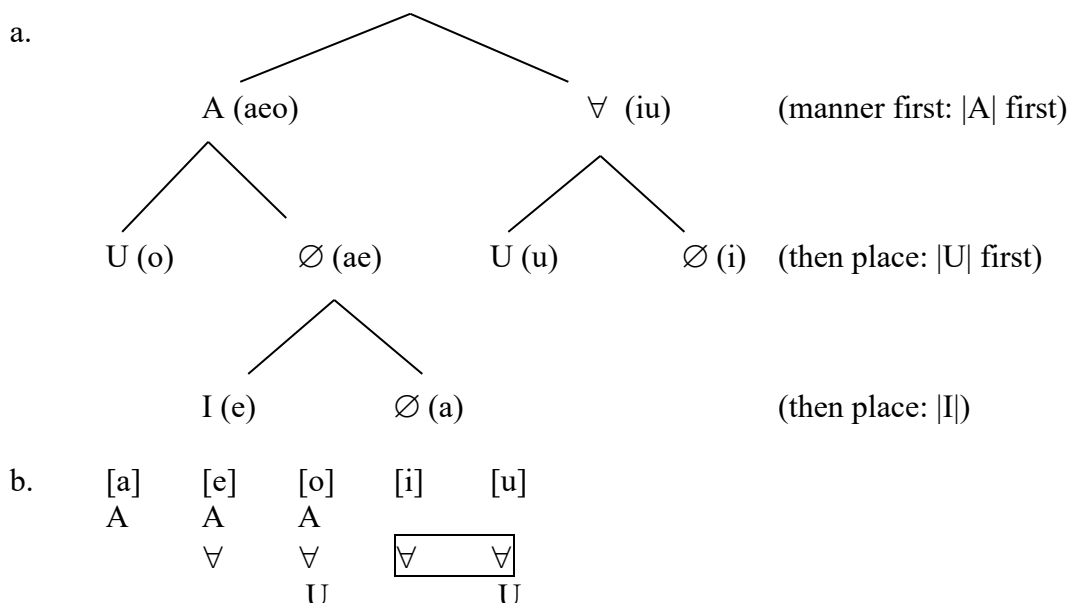 a.
A (aeo) ∀ (iu) (manner first: |A| first)
U (o) ∅ (ae) U (u) ∅ (i) (then place: |U| first)
I (e) ∅ (a) (then place: |I|)
b. [a] [e] [o] [i] [u]
A A A
∀ ∀ ∀ ∀
U U